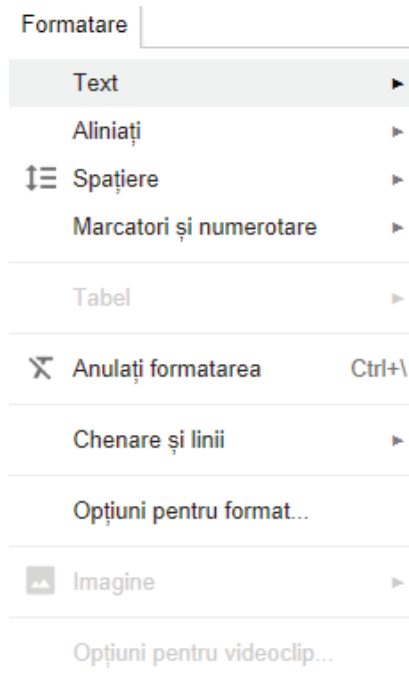 Formatare
Text
Aliniați
Spațiere
Marcatori și numerotare
Tabel
Anulați formatarea Ctrl+\
Chenare și linii
Opțiuni pentru format...
Imagine
Opțiuni pentru videoclip...